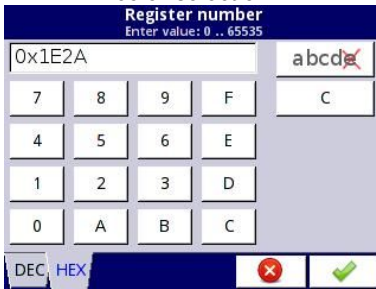 Register number
Enter value: 0 .. 65535
0x1E2A
abcde
7 8 9 F C
4 5 6 E
1 2 3 D
0 A B C
DEC HEX